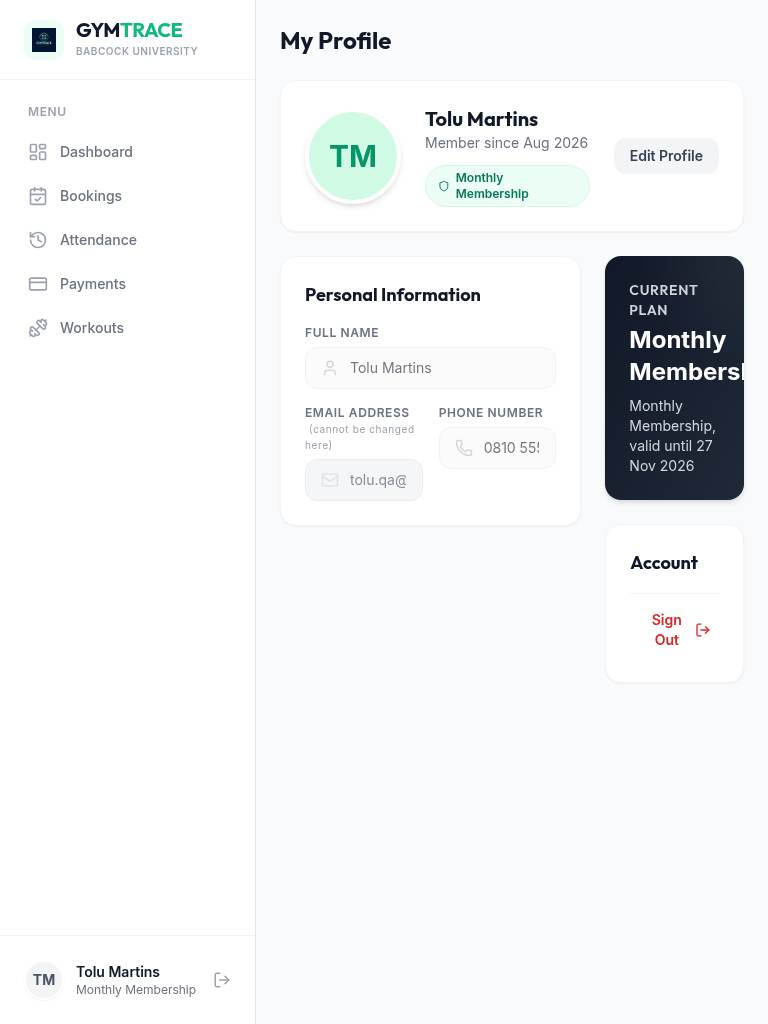 GYMTRACE
BABCOCK UNIVERSITY
MENU
Dashboard
Bookings
Attendance
Payments
Workouts
TM
Tolu Martins
Monthly Membership
My Profile
TM
Tolu Martins
Member since Aug 2026
Monthly
Membership
Edit Profile
Personal Information
FULL NAME
Tolu Martins
EMAIL ADDRESS
(cannot be changed
here)
tolu.qa@
PHONE NUMBER
0810 55
CURRENT
PLAN
Monthly
Members
Monthly
Membership,
valid until 27
Nov 2026
Account
Sign
Out